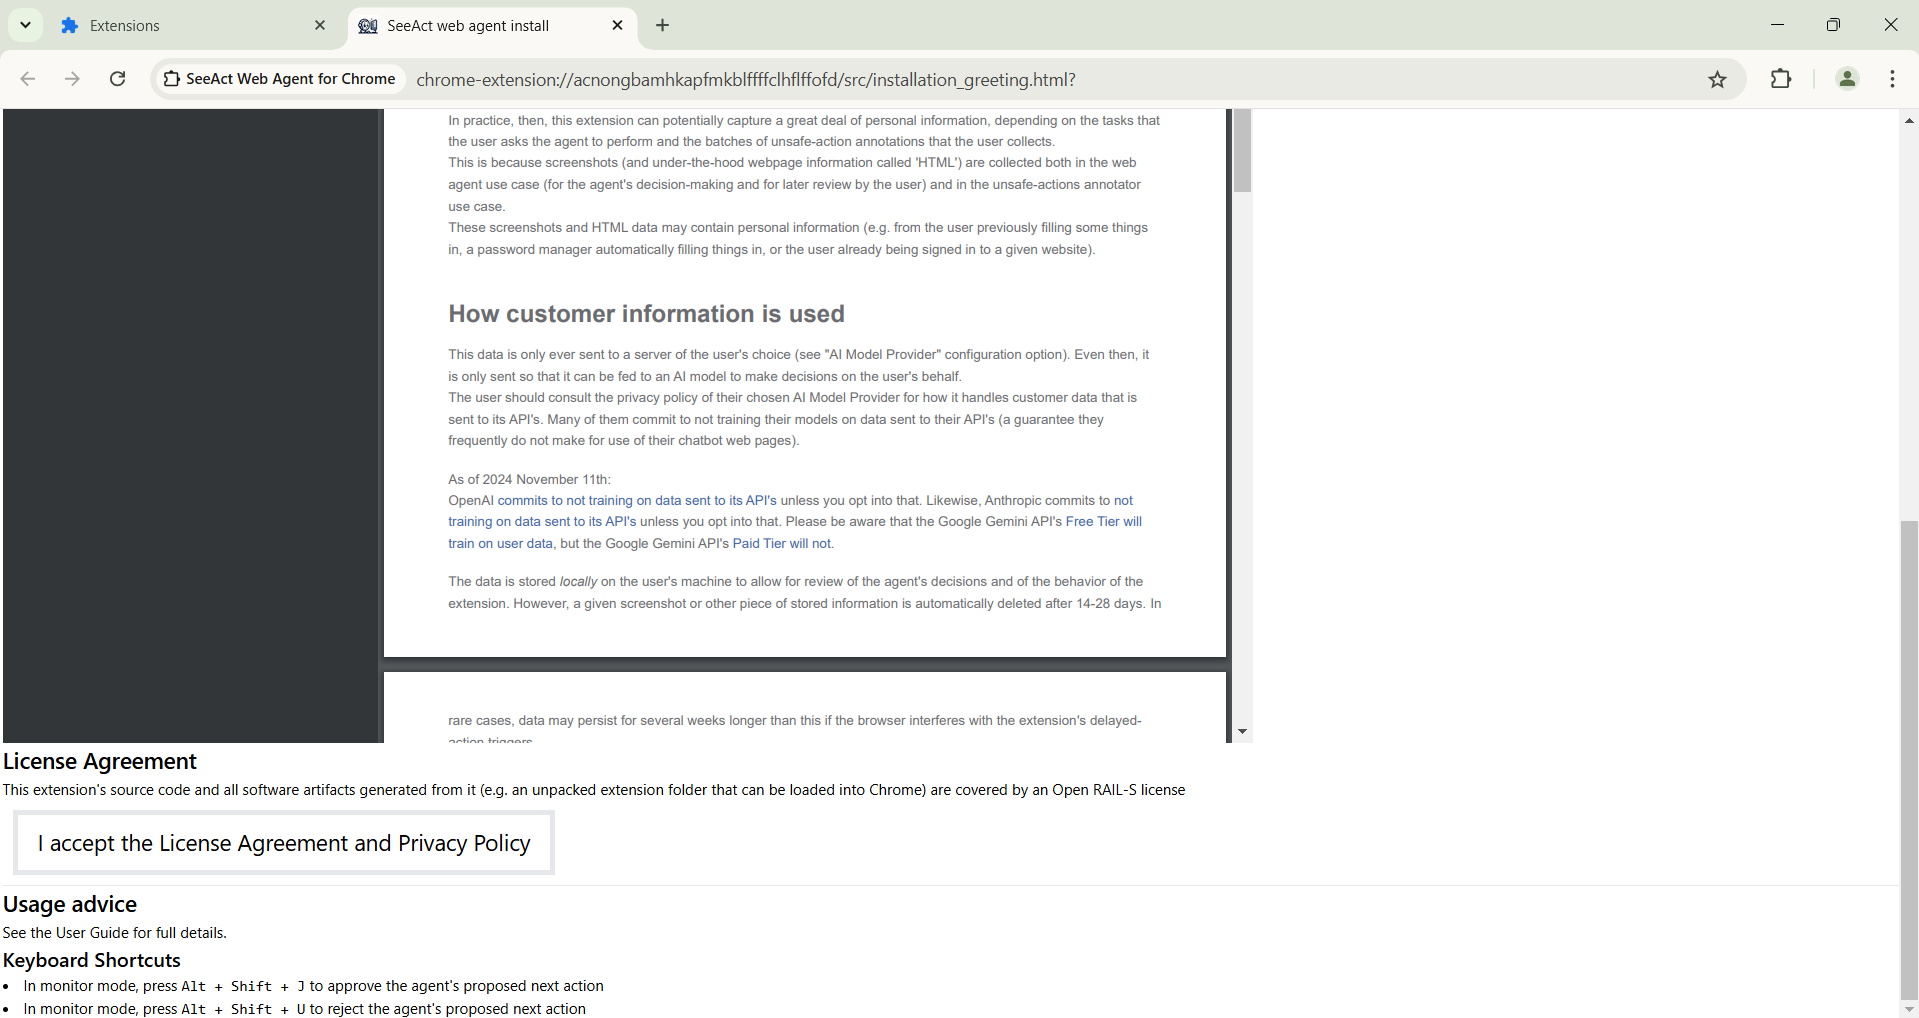 Extensions
SeeAct web agent install
SeeAct Web Agent for Chrome
chrome-extension://acnongbamhkapfmkblffffclhflffofd/src/installation_greeting.html?
In practice, then, this extension can potentially capture a great deal of personal information, depending on the tasks that
the user asks the agent to perform and the batches of unsafe-action annotations that the user collects.
This is because screenshots (and under-the-hood webpage information called 'HTML') are collected both in the web
agent use case (for the agent's decision-making and for later review by the user) and in the unsafe-actions annotator
use case.
These screenshots and HTML data may contain personal information (e.g. from the user previously filling some things
in, a password manager automatically filling things in, or the user already being signed in to a given website).
How customer information is used
This data is only ever sent to a server of the user's choice (see "AI Model Provider" configuration option). Even then, it
is only sent so that it can be fed to an AI model to make decisions on the user's behalf.
The user should consult the privacy policy of their chosen AI Model Provider for how it handles customer data that is
sent to its API's. Many of them commit to not training their models on data sent to their API's (a guarantee they
frequently do not make for use of their chatbot web pages).
As of 2024 November 11th:
OpenAI commits to not training on data sent to its API's unless you opt into that. Likewise, Anthropic commits to not
training on data sent to its API's unless you opt into that. Please be aware that the Google Gemini API's Free Tier will
train on user data, but the Google Gemini API's Paid Tier will not.
The data is stored locally on the user's machine to allow for review of the agent's decisions and of the behavior of the
extension. However, a given screenshot or other piece of stored information is automatically deleted after 14-28 days. In
rare cases, data may persist for several weeks longer than this if the browser interferes with the extension's delayed-
action triggers
License Agreement
This extension's source code and all software artifacts generated from it (e.g. an unpacked extension folder that can be loaded into Chrome) are covered by an Open RAIL-S license
I accept the License Agreement and Privacy Policy
Usage advice
See the User Guide for full details.
Keyboard Shortcuts
• In monitor mode, press Alt + Shift + J to approve the agent's proposed next action
• In monitor mode, press Alt + Shift + U to reject the agent's proposed next action